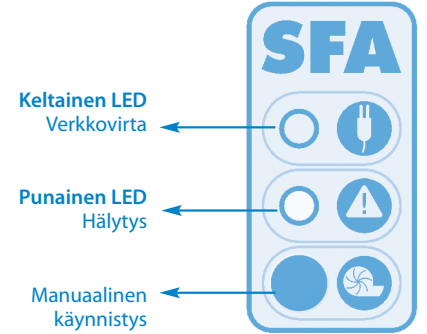 SFA
Keltainen LED
Verkkovirta
Punainen LED
Hälytys
Manuaalinen
käynnistys